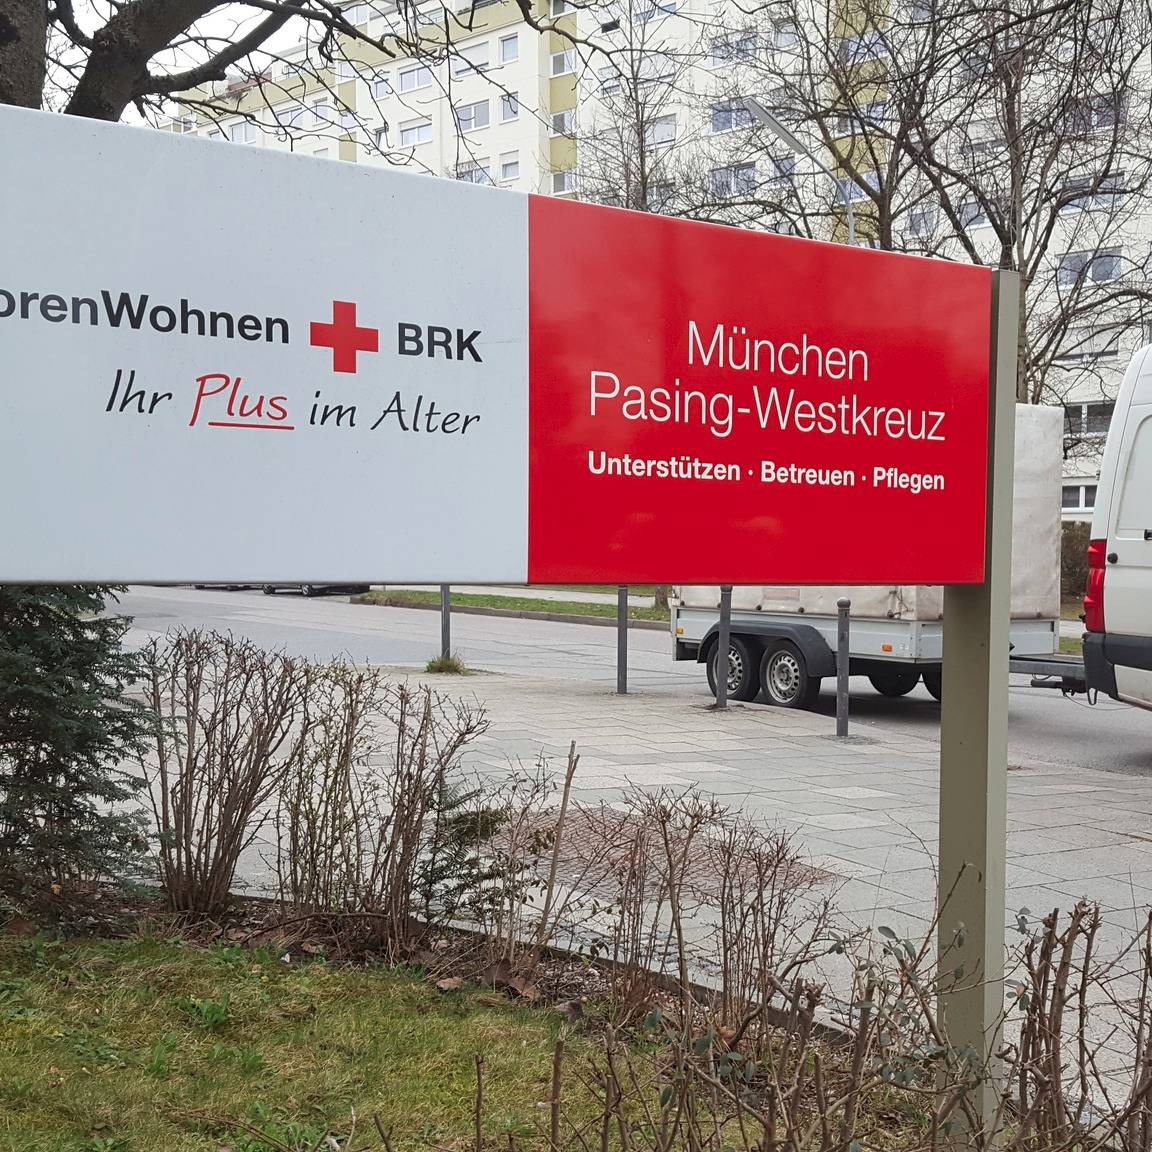 orenWohnen BRK
Ihr Plus im Alter
München
Pasing-Westkreuz
Unterstützen · Betreuen · Pflegen